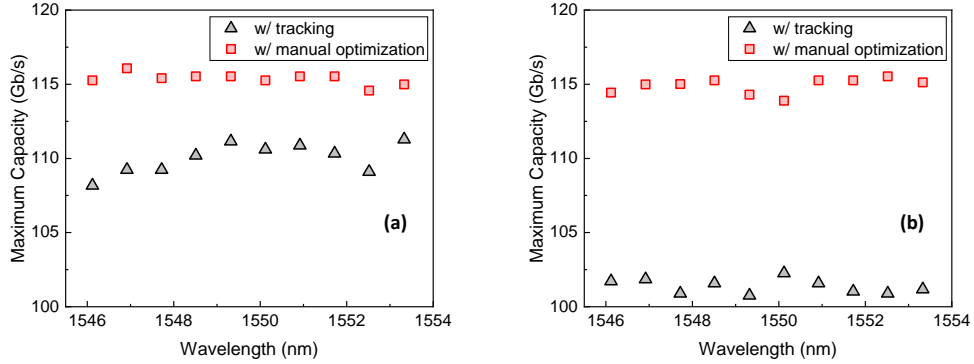 w/ tracking
w/ manual optimization
115
110
105
100
Maximum Capacity (Gb/s)
(a)
1546
1548
1550
1552
1554
Wavelength (nm)
120
w/ tracking
w/ manual optimization
115
110
105
100
Maximum Capacity (Gb/s)
(b)
1546
1548
1550
1552
1554
Wavelength (nm)